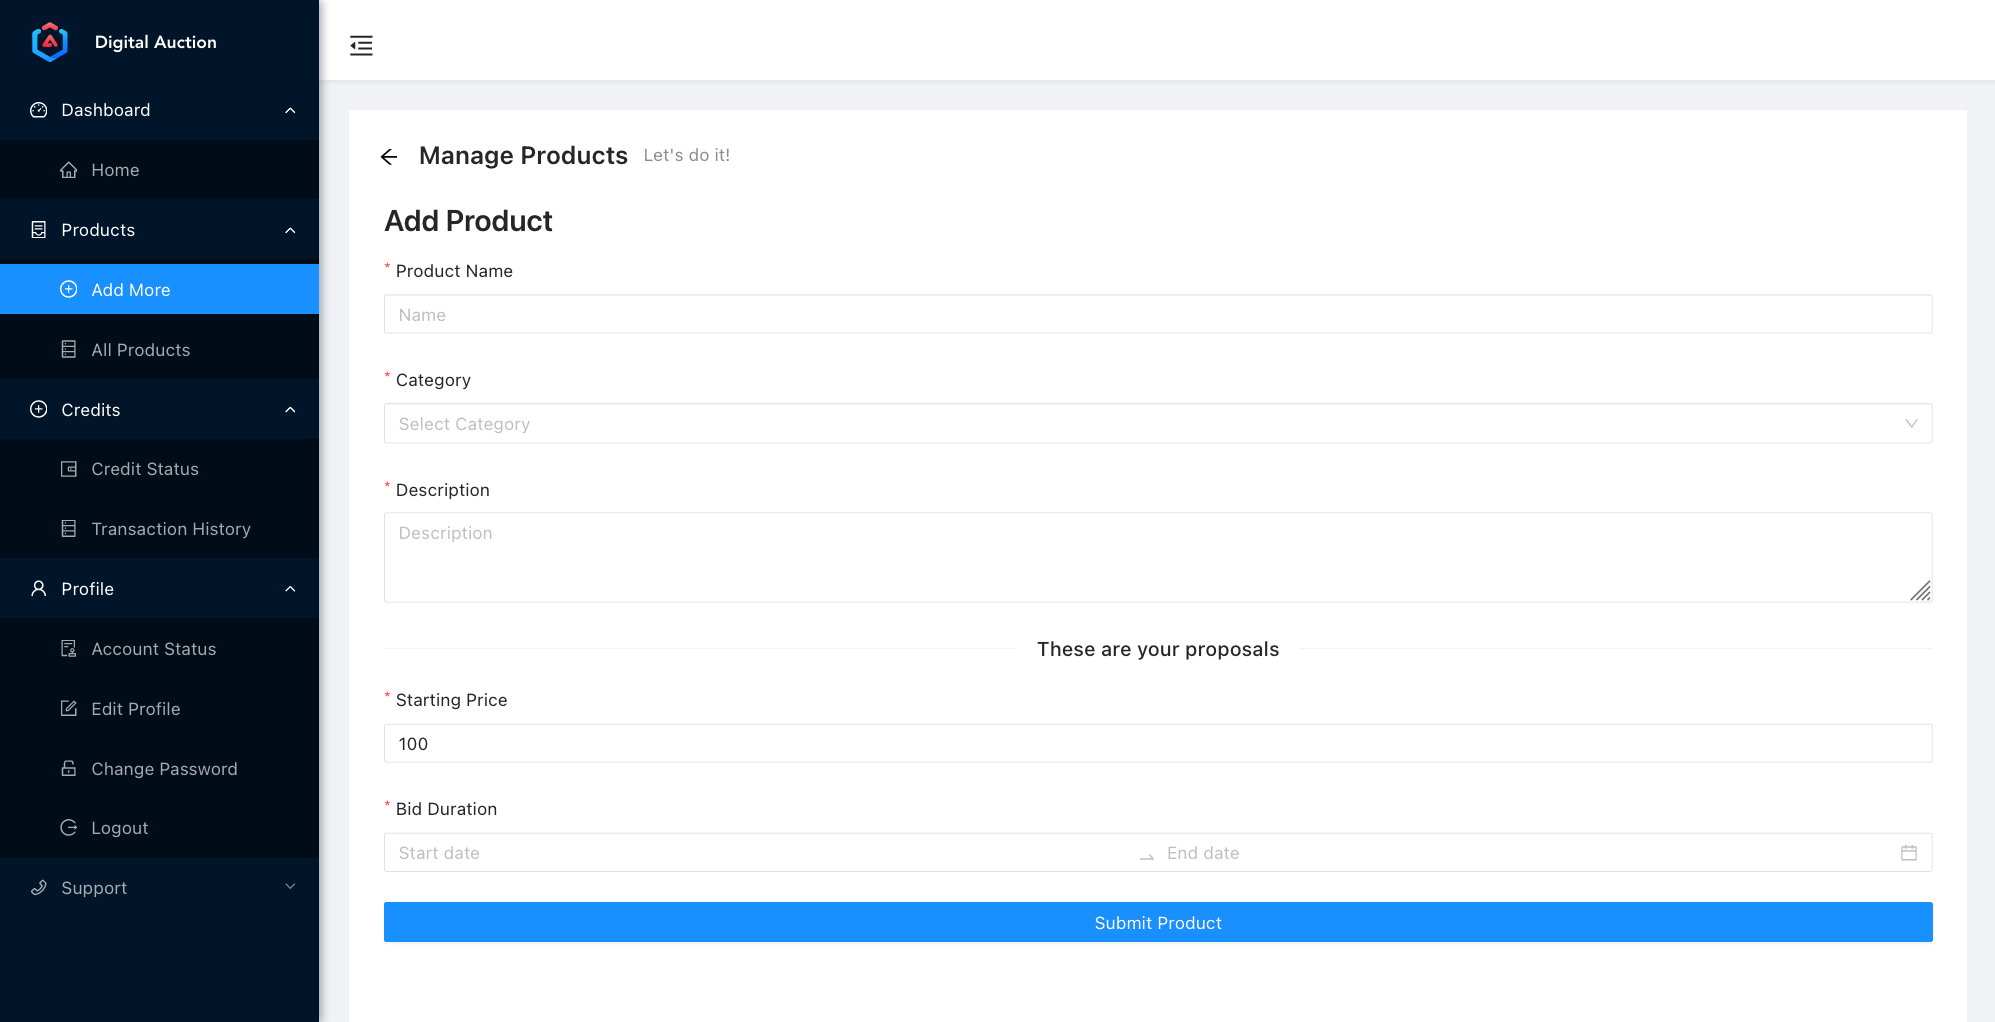 Digital Auction
Dashboard
Home
Products
Add More
All Products
Credits
Credit Status
Transaction History
Profile
Account Status
Edit Profile
Change Password
Logout
Support
Manage Products Let's do it!
Add Product
* Product Name
Name
* Category
Select Category
* Description
Description
These are your proposals
* Starting Price
100
* Bid Duration
Start date → End date
Submit Product